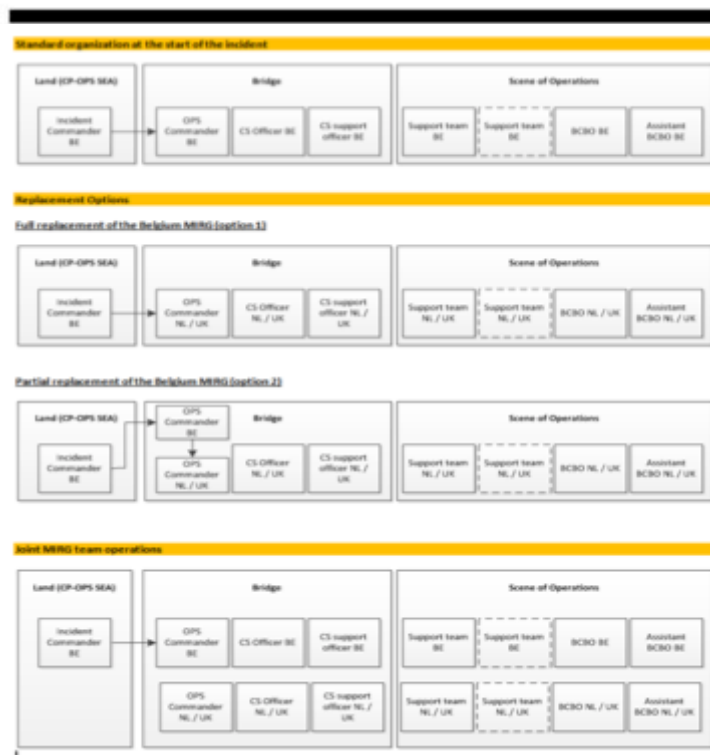 Standard organization at the start of the incident
Land (CP-OPS SEA)
Bridge
Scene of Operations
Incident
Commander
BE
OPS
Commander
BE
CS Officer BE
CS support
officer BE
Support team
BE
Support team
BE
BCBO BE
Assistant
BCBO BE
Replacement Options
Full replacement of the Belgium MIRG (option 1)
Land (CP-OPS SEA)
Bridge
Scene of Operations
Incident
Commander
BE
OPS
Commander
NL / UK
CS Officer
NL / UK
CS support
officer NL /
UK
Support team
NL / UK
Support team
NL / UK
BCBO NL / UK
Assistant
BCBO NL / UK
Partial replacement of the Belgium MIRG (option 2)
Land (CP-OPS SEA)
Bridge
Scene of Operations
Incident
Commander
BE
OPS
Commander
BE
OPS
Commander
NL / UK
CS Officer
NL / UK
CS support
officer NL /
UK
Support team
NL / UK
Support team
NL / UK
BCBO NL / UK
Assistant
BCBO NL / UK
Joint MIRG team operations
Land (CP-OPS SEA)
Bridge
Scene of Operations
Incident
Commander
BE
OPS
Commander
BE
CS Officer BE
CS support
officer BE
Support team
BE
Support team
BE
BCBO BE
Assistant
BCBO BE
OPS
Commander
NL / UK
CS Officer
NL / UK
CS support
officer NL /
UK
Support team
NL / UK
Support team
NL / UK
BCBO NL / UK
Assistant
BCBO NL / UK